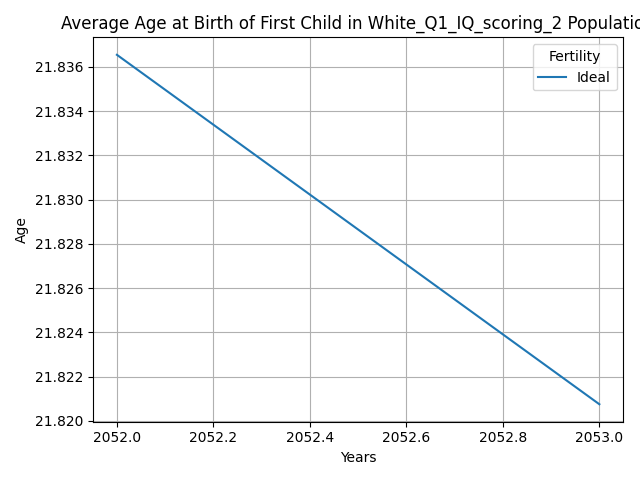 Average Age at Birth of First Child in White_Q1_IQ_scoring_2 Populatio
Fertility
Ideal
21.836
21.834
21.832
21.830
21.828
21.826
21.824
21.822
21.820
Age
2052.0 2052.2 2052.4 2052.6 2052.8 2053.0
Years